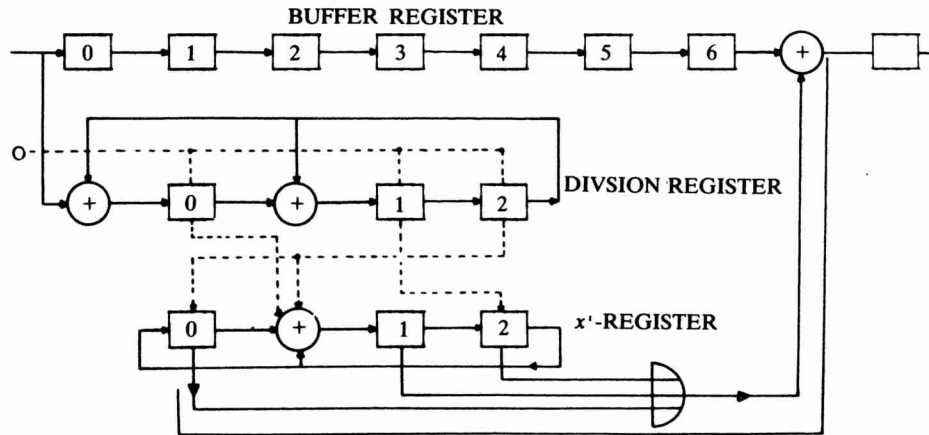 BUFFER REGISTER
0 1 2 3 4 5 6 +
O
+ 0 + 1 2 DIVSION REGISTER
0 + 1 2 x'-REGISTER